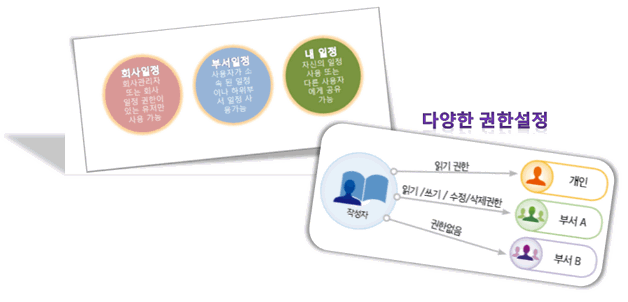 회사일정
회사관리자
또는 회사
일정 권한이
있는 유저만
사용 가능
부서일정
사용자가 소
속 된 일정
이나 하위부
서 일정 사
용가능
내 일정
자신의 일정
사용 또는
다른 사용자
에게 공유
가능
다양한 권한설정
작성자
읽기 권한
개인
읽기 /쓰기 / 수정/삭제권한
부서 A
권한없음
부서 B